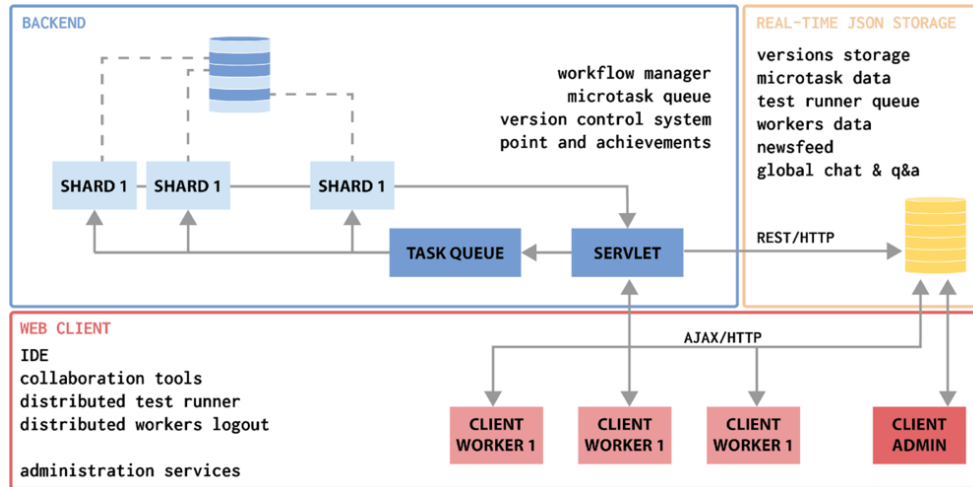 BACKEND
workflow manager
microtask queue
version control system
point and achievements
SHARD 1
SHARD 1
SHARD 1
TASK QUEUE
SERVLET
REAL-TIME JSON STORAGE
versions storage
microtask data
test runner queue
workers data
newsfeed
global chat & q&a
REST/HTTP
WEB CLIENT
IDE
collaboration tools
distributed test runner
distributed workers logout
administration services
AJAX/HTTP
CLIENT
WORKER 1
CLIENT
WORKER 1
CLIENT
WORKER 1
CLIENT
ADMIN